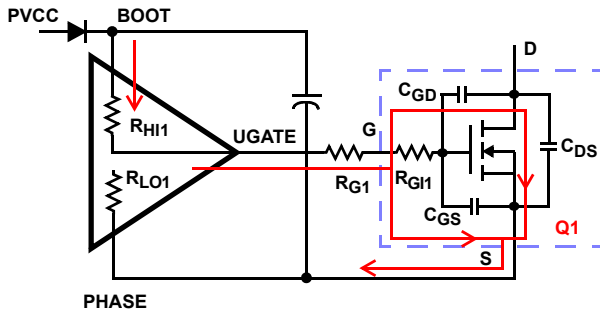 PVCC
BOOT
D
CGD
RHI1
UGATE
G
CDS
RLO1
RG1
RGI1
CGS
Q1
S
PHASE